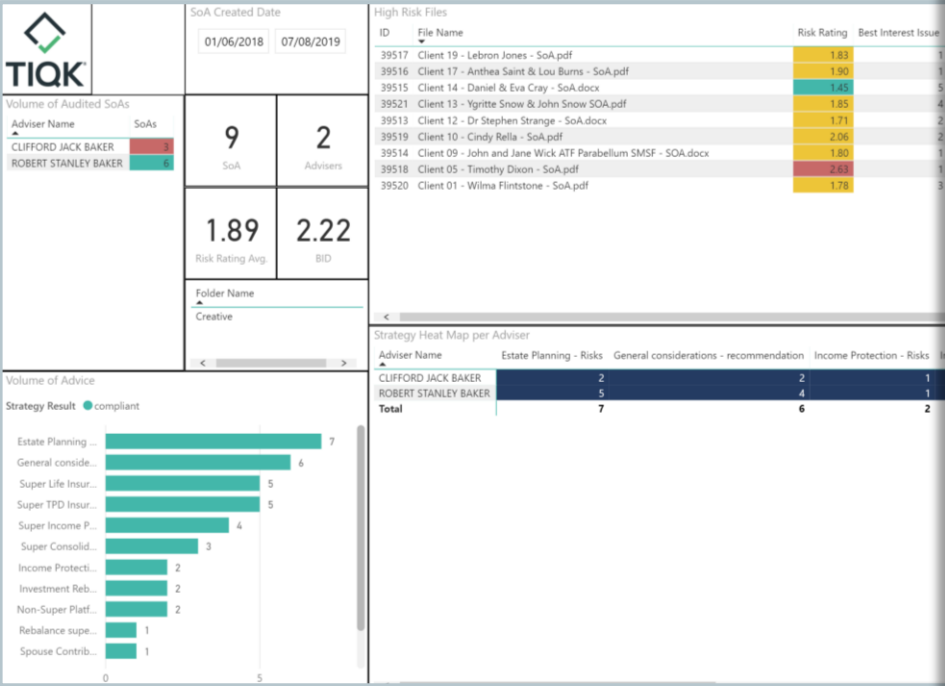 TIQK
SoA Created Date
01/06/2018 07/08/2019
Volume of Audited SoAs
Adviser Name SoAs
CLIFFORD JACK BAKER 3
ROBERT STANLEY BAKER 6
9
SoA
2
Advisers
1.89
Risk Rating Avg.
2.22
BID
Folder Name
Creative
High Risk Files
ID File Name Risk Rating Best Interest Issue
39517 Client 19 - Lebron Jones - SoA.pdf 1.83 1
39516 Client 17 - Anthea Saint & Lou Burns - SoA.pdf 1.90 1
39515 Client 14 - Daniel & Eva Cray - SoA.docx 1.45 5
39521 Client 13 - Ygritte Snow & John Snow SOA.pdf 1.85 4
39513 Client 12 - Dr Stephen Strange - SoA.docx 1.71 2
39519 Client 10 - Cindy Rella - SoA.pdf 2.06
39514 Client 09 - John and Jane Wick ATF Parabellum SMSF - SOA.docx 1.80 1
39518 Client 05 - Timothy Dixon - SoA.pdf 2.63 1
39520 Client 01 - Wilma Flintstone - SoA.pdf 1.78 3
Strategy Heat Map per Adviser
Adviser Name Estate Planning - Risks General considerations - recommendation Income Protection - Risks
CLIFFORD JACK BAKER 2 2 1
ROBERT STANLEY BAKER 5 4 1
Total 7 6 2
Volume of Advice
Strategy Result compliant
Estate Planning ... 7
General conside... 6
Super Life Insur... 5
Super TPD Insur... 5
Super Income P... 4
Super Consolid... 3
Income Protecti... 2
Investment Reb... 2
Non-Super Platf... 2
Rebalance supe... 1
Spouse Contrib... 1
0 5